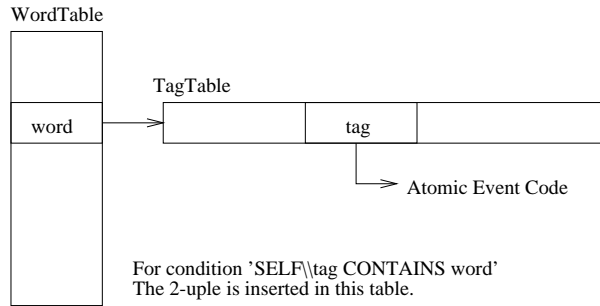 WordTable
TagTable
word
tag
Atomic Event Code
For condition 'SELF\\tag CONTAINS word'
The 2-uple is inserted in this table.